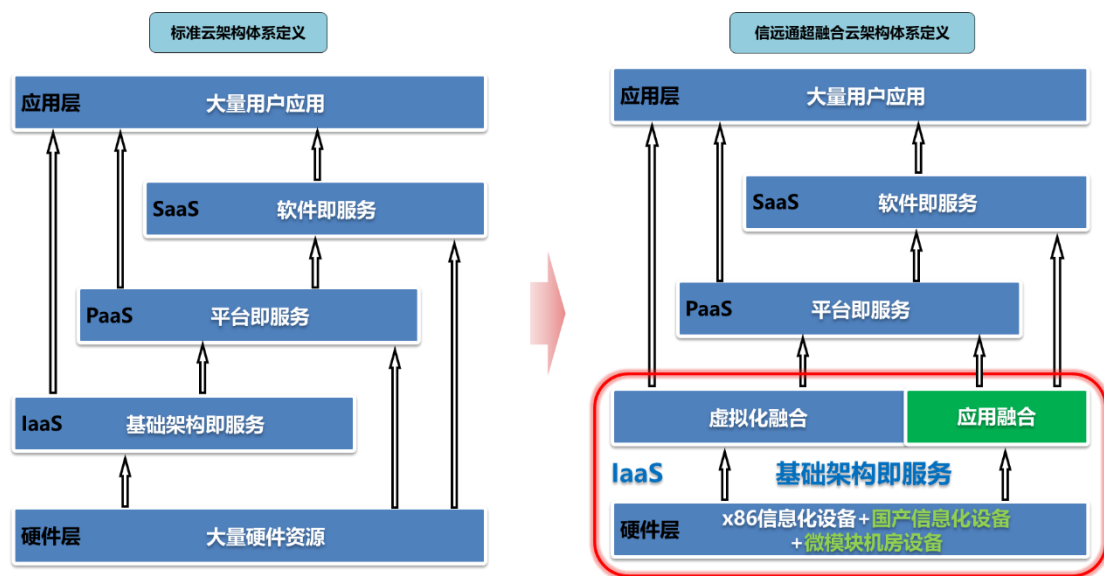 标准云架构体系定义
应用层 大量用户应用
SaaS 软件即服务
PaaS 平台即服务
IaaS 基础架构即服务
硬件层 大量硬件资源
信远通超融合云架构体系定义
应用层 大量用户应用
SaaS 软件即服务
PaaS 平台即服务
虚拟化融合 应用融合
IaaS 基础架构即服务
硬件层 x86信息化设备+国产信息化设备
+微模块机房设备